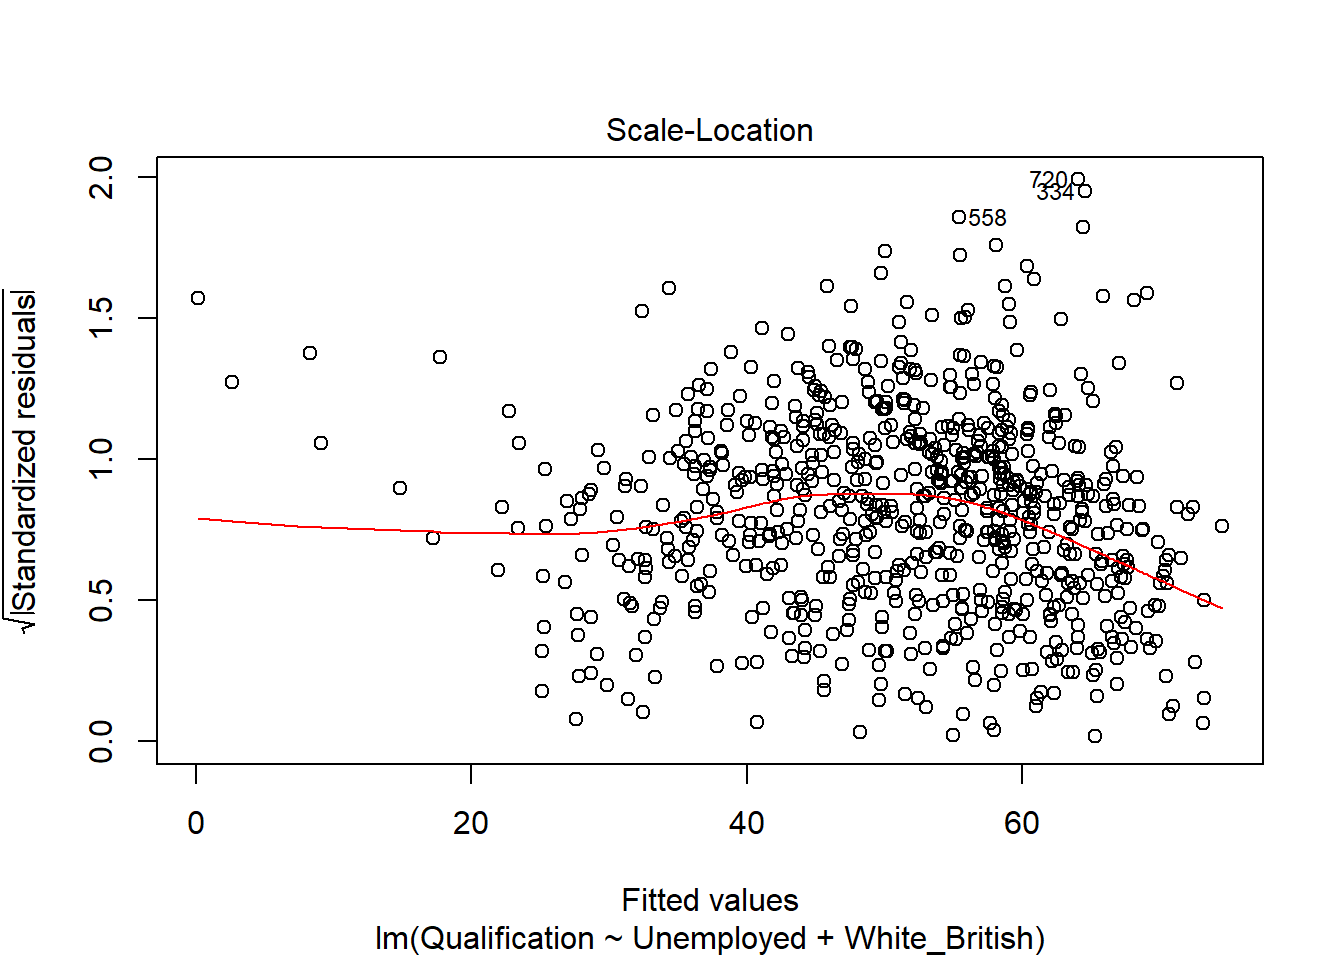 Scale-Location
√|Standardized residuals|
2.0
1.5
1.0
0.5
0.0
720
334
558
0 20 40 60
Fitted values
lm(Qualification ~ Unemployed + White_British)